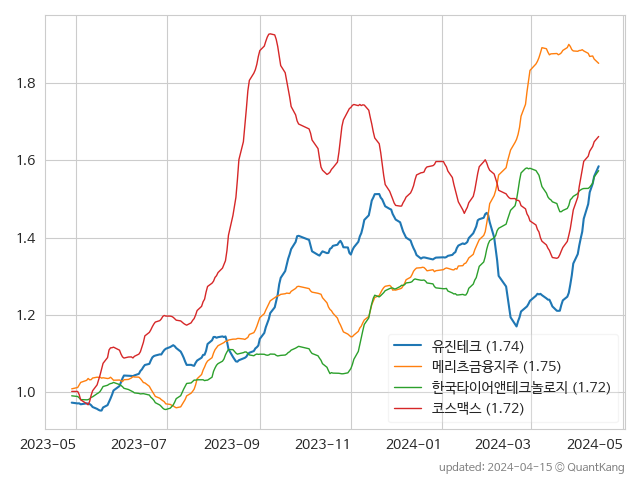 1.8
1.6
1.4
1.2
1.0
유진테크 (1.74)
메리츠금융지주 (1.75)
한국타이어앤테크놀로지 (1.72)
코스맥스 (1.72)
2023-05 2023-07 2023-09 2023-11 2024-01 2024-03 2024-05
updated: 2024-04-15 © QuantKang